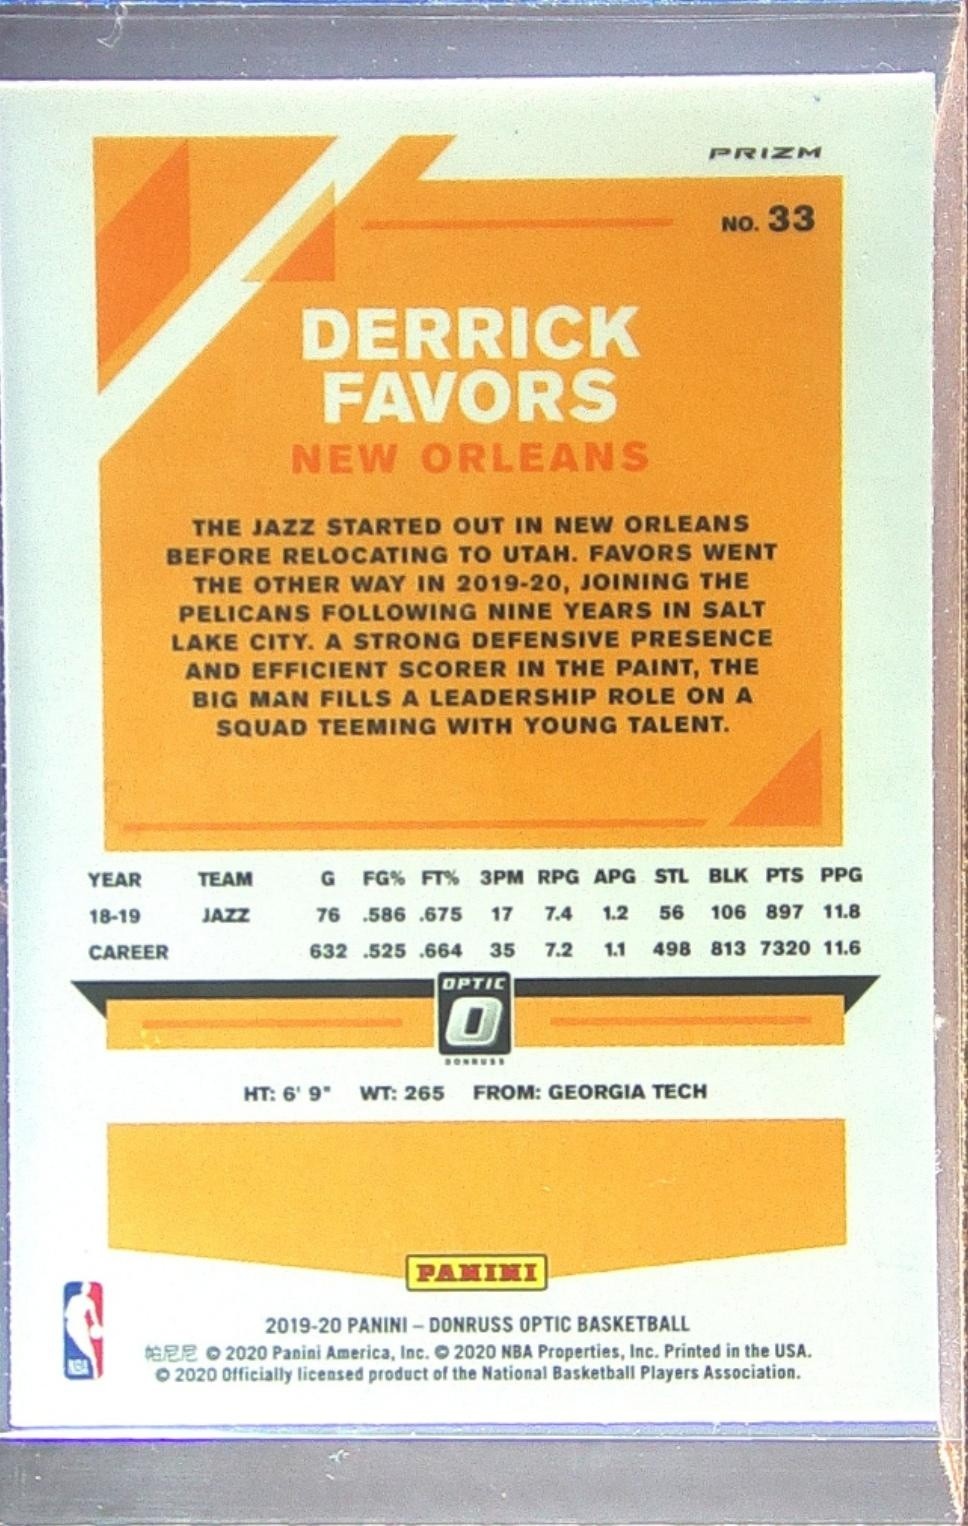 PRIZM
NO. 33
DERRICK
FAVORS
NEW ORLEANS
THE JAZZ STARTED OUT IN NEW ORLEANS
BEFORE RELOCATING TO UTAH. FAVORS WENT
THE OTHER WAY IN 2019-20, JOINING THE
PELICANS FOLLOWING NINE YEARS IN SALT
LAKE CITY. A STRONG DEFENSIVE PRESENCE
AND EFFICIENT SCORER IN THE PAINT, THE
BIG MAN FILLS A LEADERSHIP ROLE ON A
SQUAD TEEMING WITH YOUNG TALENT.
YEAR TEAM G FG% FT% 3PM RPG APG STL BLK PTS PPG
18-19 JAZZ 76 .586 .675 17 7.4 1.2 56 106 897 11.8
CAREER 632 .525 .664 35 7.2 1.1 498 813 7320 11.6
OPTIC
O
DONRUSS
HT: 6' 9" WT: 265 FROM: GEORGIA TECH
PANINI
NBA
2019-20 PANINI – DONRUSS OPTIC BASKETBALL
帕尼尼 © 2020 Panini America, Inc. © 2020 NBA Properties, Inc. Printed in the USA.
© 2020 Officially licensed product of the National Basketball Players Association.